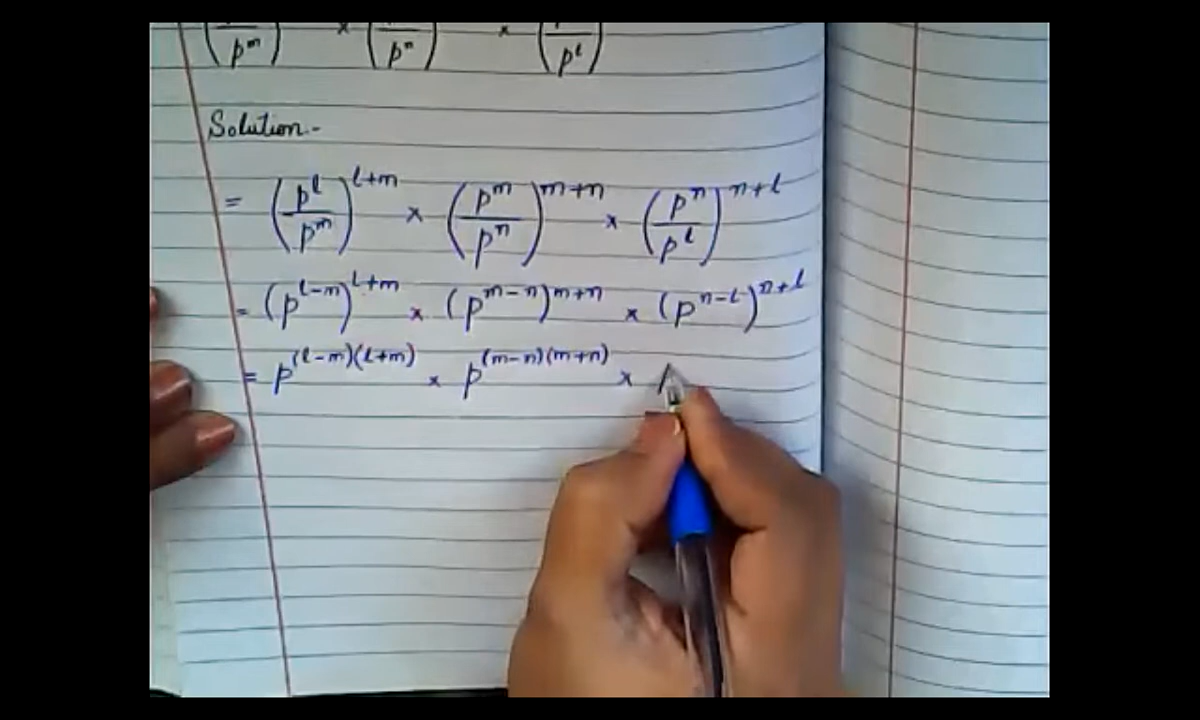 (/p^m) × (/p^n) × (/p^l)
Solution.-
= (p^l/p^m)^l+m × (p^m/p^n)^m+n × (p^n/p^l)^n+l
= (p^l-m)^l+m × (p^m-n)^m+n × (p^n-l)^n+l
= p^(l-m)(l+m) × p^(m-n)(m+n) ×